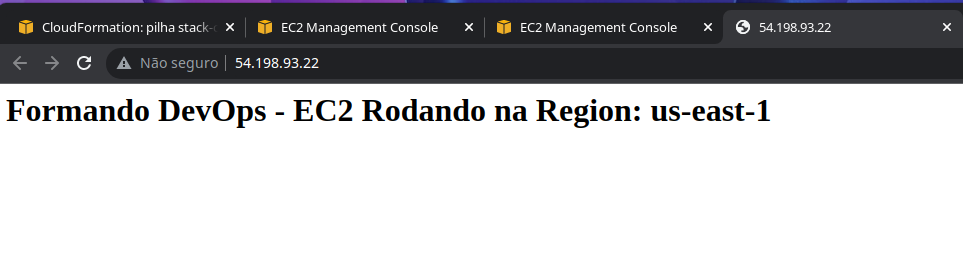 CloudFormation: pilha stack-
EC2 Management Console
EC2 Management Console
54.198.93.22
Não seguro
54.198.93.22
Formando DevOps - EC2 Rodando na Region: us-east-1